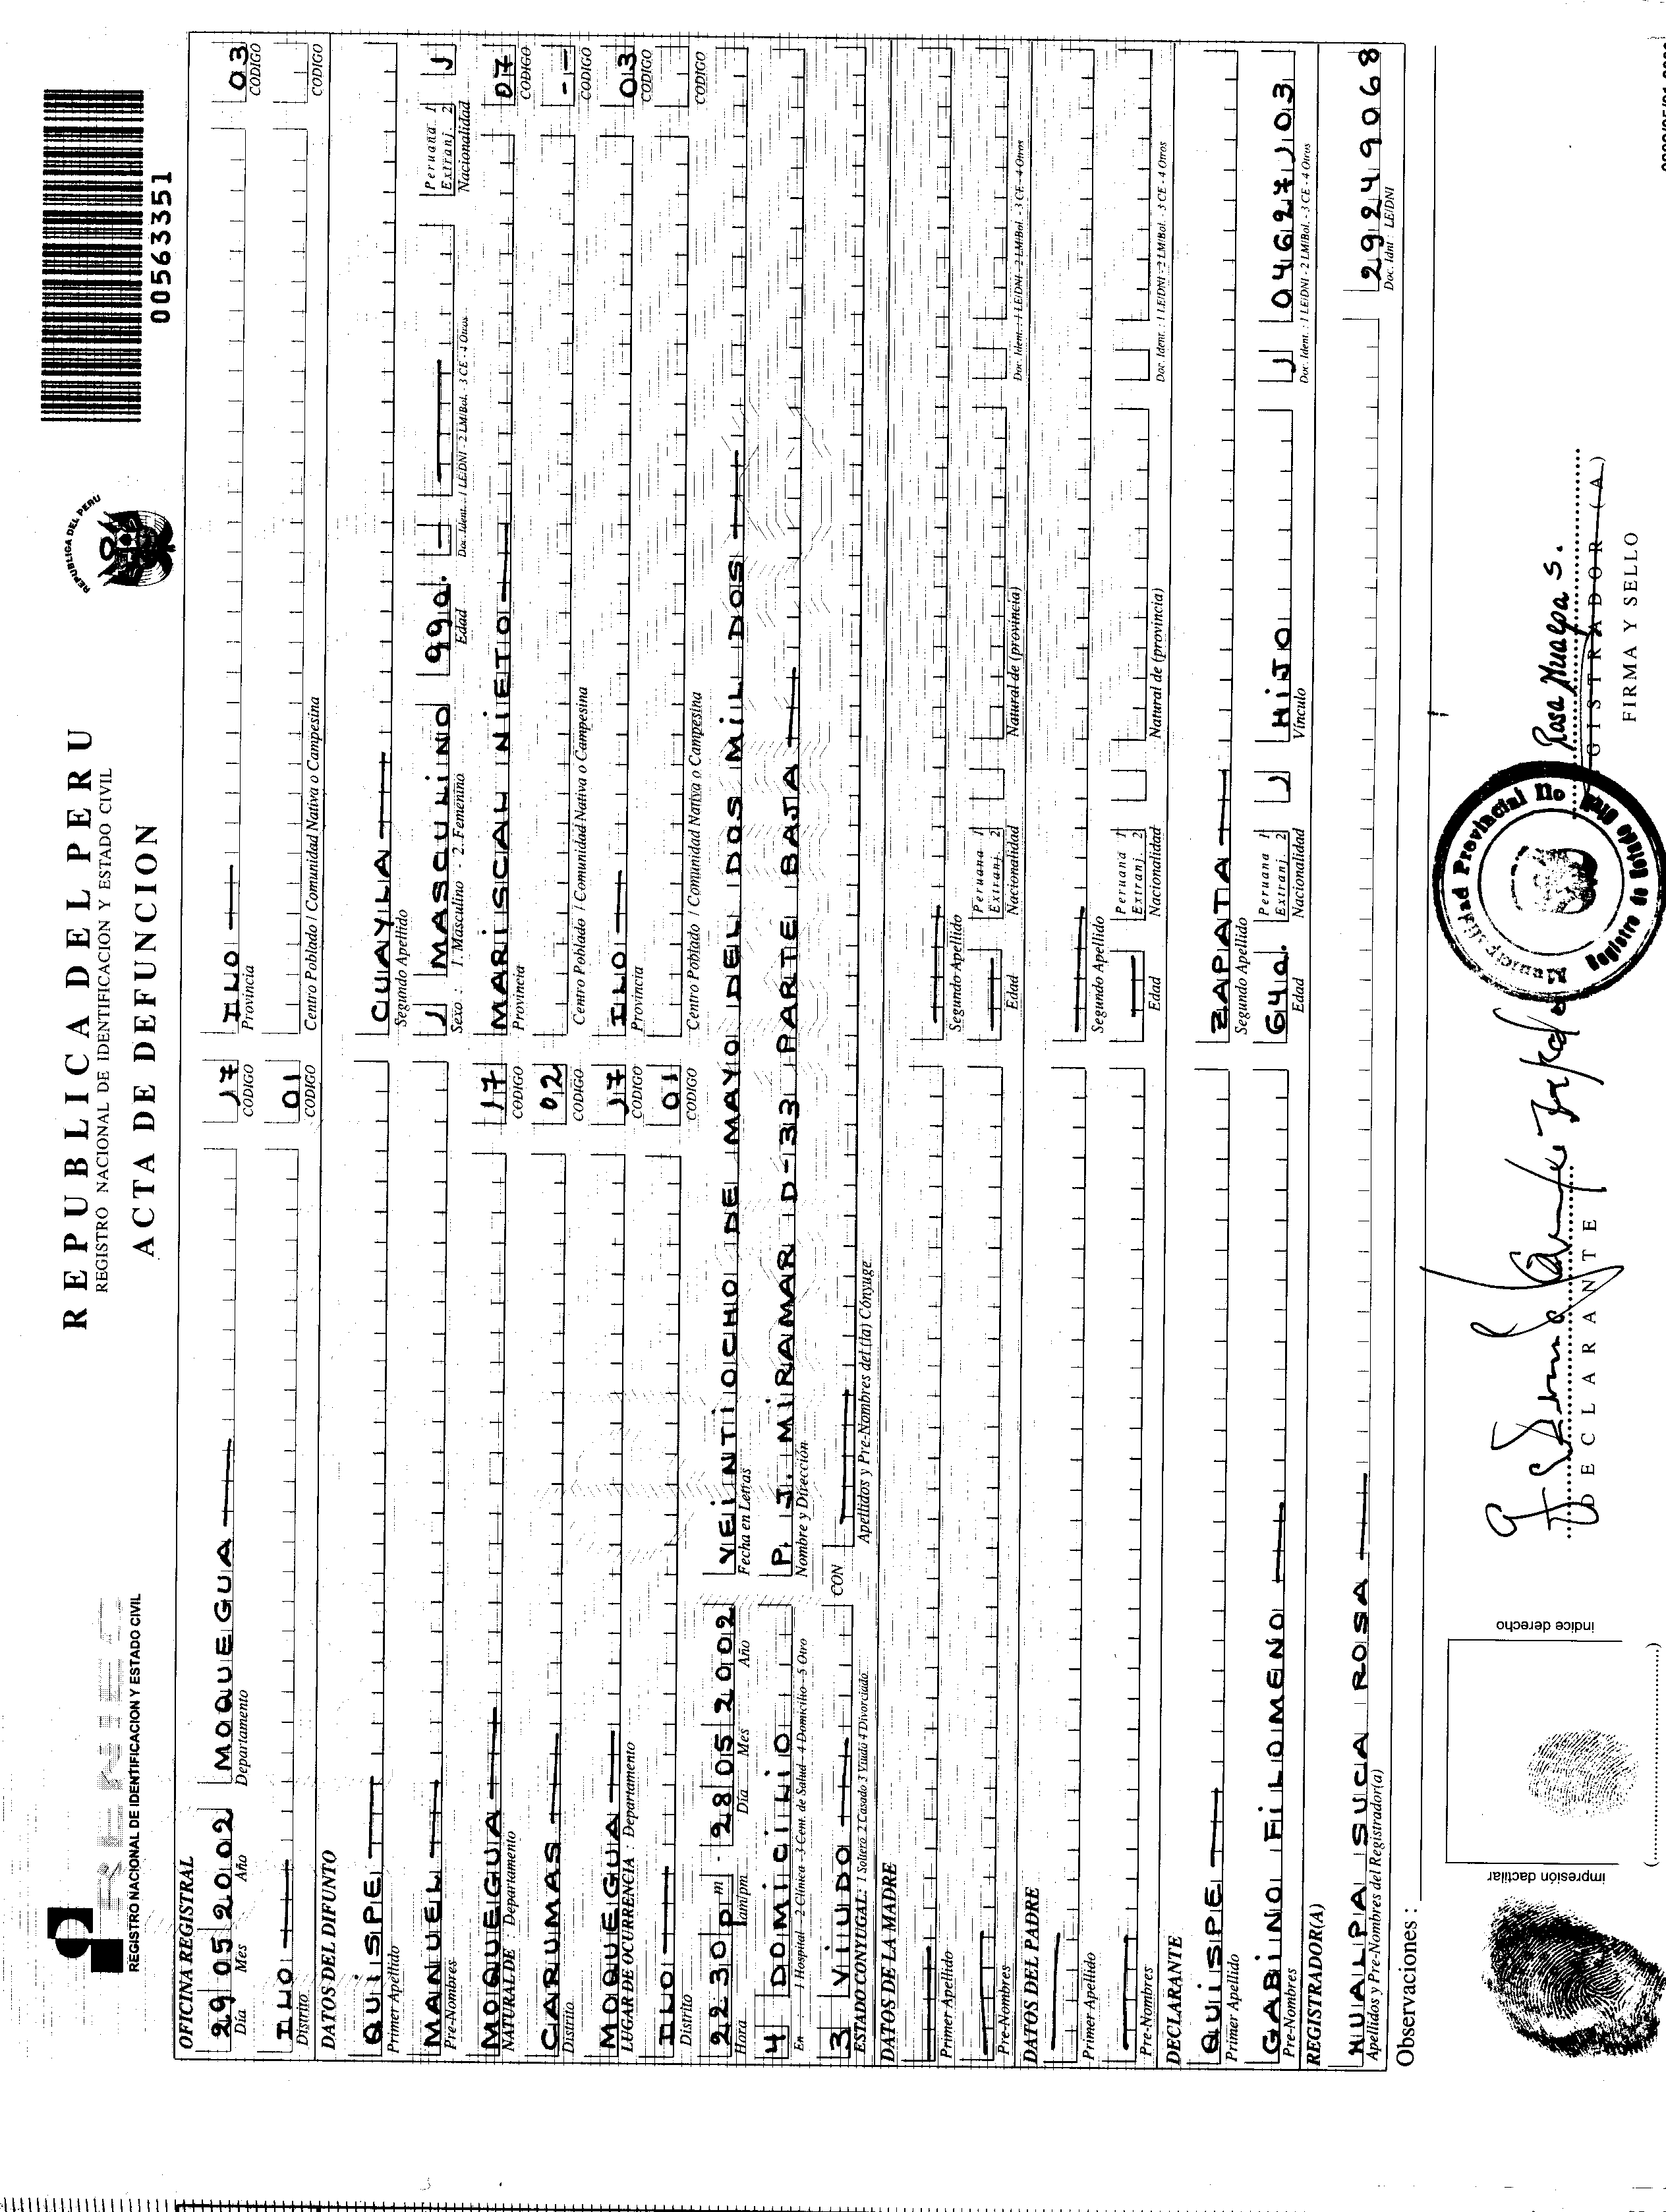 REPUBLICA DEL PERU
REGISTRO NACIONAL DE IDENTIFICACION Y ESTADO CIVIL
ACTA DE DEFUNCION
REGISTRO NACIONAL DE IDENTIFICACION Y ESTADO CIVIL
REPUBLICA DEL PERU
00563351
OFICINA REGISTRAL
29 05 2002 MOQUEGUA 17 ILO 03
Día Mes Año Departamento CODIGO Provincia CODIGO
ILO 01
Distrito CODIGO Centro Poblado / Comunidad Nativa o Campesina CODIGO
DATOS DEL DIFUNTO
QUISPE CUAYLA
Primer Apellido Segundo Apellido
MANUEL 1 MASCULINO 99a. - Peruana 1 Extranj. 2 1
Pre-Nombres Sexo : 1. Masculino - 2. Femenino Edad Doc. Ident. : 1 LE/DNI - 2 LM/Bol. - 3 CE - 4 Otros Nacionalidad
MOQUEGUA 17 MARISCAL NIETO 07
NATURAL DE : Departamento CODIGO Provincia CODIGO
CARUMAS 02 --
Distrito CODIGO Centro Poblado / Comunidad Nativa o Campesina CODIGO
MOQUEGUA 17 ILO 03
LUGAR DE OCURRENCIA : Departamento CODIGO Provincia CODIGO
ILO 01
Distrito CODIGO Centro Poblado / Comunidad Nativa o Campesina CODIGO
22 30 p m 28 05 2002 VEINTIOCHO DE MAYO DEL DOS MIL DOS
Hora am/pm Día Mes Año Fecha en Letras
4 DOMICILIO P. J. MIRAMAR D-33 PARTE BAJA
En 1 Hospital - 2 Clínica - 3 Cent. de Salud - 4 Domicilio - 5 Otro Nombre y Dirección
3 VIUDO CON
ESTADO CONYUGAL: 1 Soltero 2 Casado 3 Viudo 4 Divorciado Apellidos y Pre-Nombres del (la) Cónyuge
DATOS DE LA MADRE
Primer Apellido Segundo Apellido
Peruana 1 Extranj. 2
Pre-Nombres Edad Nacionalidad Natural de (provincia) Doc. Ident. : 1 LE/DNI - 2 LM/Bol. - 3 CE - 4 Otros
DATOS DEL PADRE
Primer Apellido Segundo Apellido
Peruana 1 Extranj. 2
Pre-Nombres Edad Nacionalidad Natural de (provincia) Doc. Ident. : 1 LE/DNI - 2 LM/Bol. - 3 CE - 4 Otros
DECLARANTE
QUISPE ZAPATA
Primer Apellido Segundo Apellido
GABINO FILOMENO 64a. Peruana 1 Extranj. 2 1 HIJO 1 04627103
Pre-Nombres Edad Nacionalidad Vínculo Doc. Ident. : 1 LE/DNI - 2 LM/Bol. - 3 CE - 4 Otros
REGISTRADOR(A)
HUALPA SUCA ROSA 29249068
Apellidos y Pre-Nombres del Registrador(a) Doc. Idnt : LE/DNI
Observaciones :
impresión dactilar
índice derecho
DECLARANTE
Municipalidad Provincial Ilo
Registro de Estado Civil
Rosa Hualpa S.
REGISTRADOR (A)
FIRMA Y SELLO